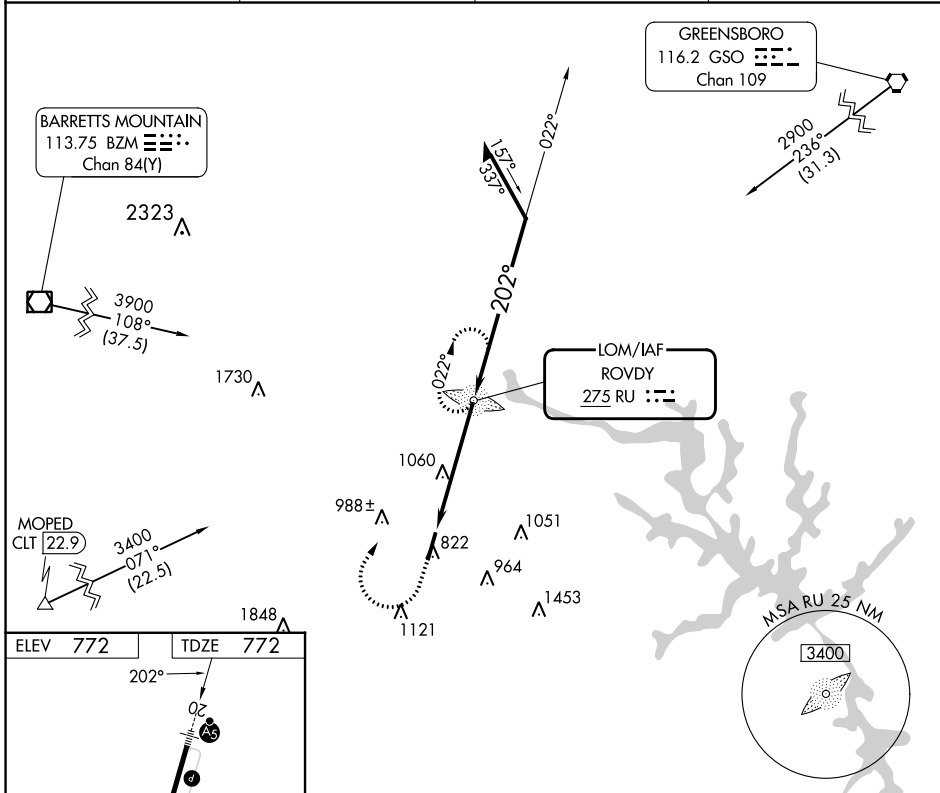 GREENSBORO
116.2 GSO
Chan 109
2900
236°
(31.3)
022°
BARRETTS MOUNTAIN
113.75 BZM
Chan 84(Y)
157°
337°
2323
202°
3900
108°
(37.5)
LOM/IAF
ROVDY
275 RU
022°
1730
1060
988±
1051
MOPED
CLT 22.9
3400
071°
(22.5)
822
964
1453
1121
1848
MSA RU 25 NM
3400
ELEV 772
TDZE 772
202°
20
A5
P